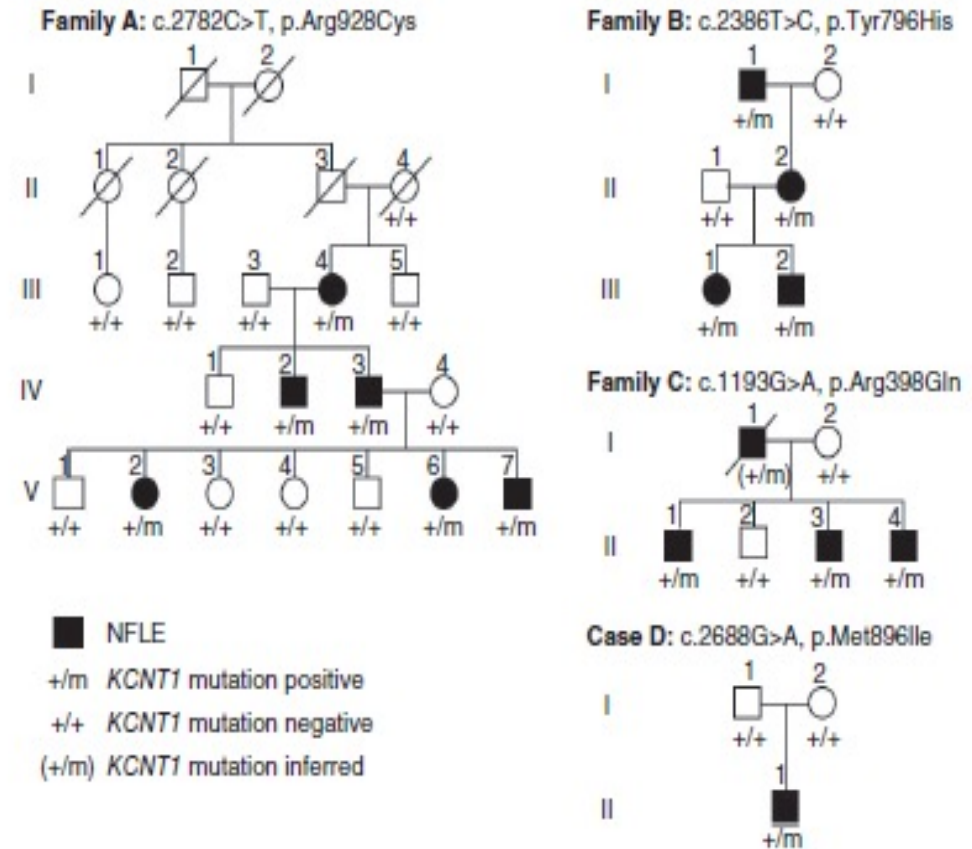 Family A: c.2782C>T, p.Arg928Cys
I
1 2
II
1 2 3 4
+/+
III
1 2 3 4 5
+/+ +/+ +/+ +/m +/+
IV
1 2 3 4
+/+ +/m +/m +/+
V
1 2 3 4 5 6 7
+/+ +/m +/+ +/+ +/+ +/m +/m
NFLE
+/m KCNT1 mutation positive
+/+ KCNT1 mutation negative
(+/m) KCNT1 mutation inferred
Family B: c.2386T>C, p.Tyr796His
I
1 2
+/m +/+
II
1 2
+/+ +/m
III
1 2
+/m +/m
Family C: c.1193G>A, p.Arg398Gln
I
1 2
(+/m) +/+
II
1 2 3 4
+/m +/+ +/m +/m
Case D: c.2688G>A, p.Met896Ile
I
1 2
+/+ +/+
II
1
+/m